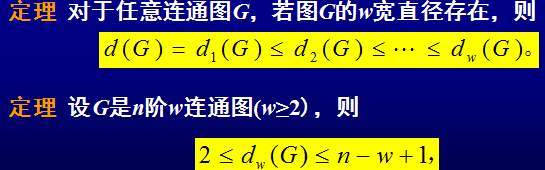 定理 对于任意连通图G，若图G的w宽直径存在，则
d(G) = d₁(G) ≤ d₂(G) ≤ ⋯ ≤ d_w(G)。
定理 设G是n阶w连通图(w≥2)，则
2 ≤ d_w(G) ≤ n − w + 1,